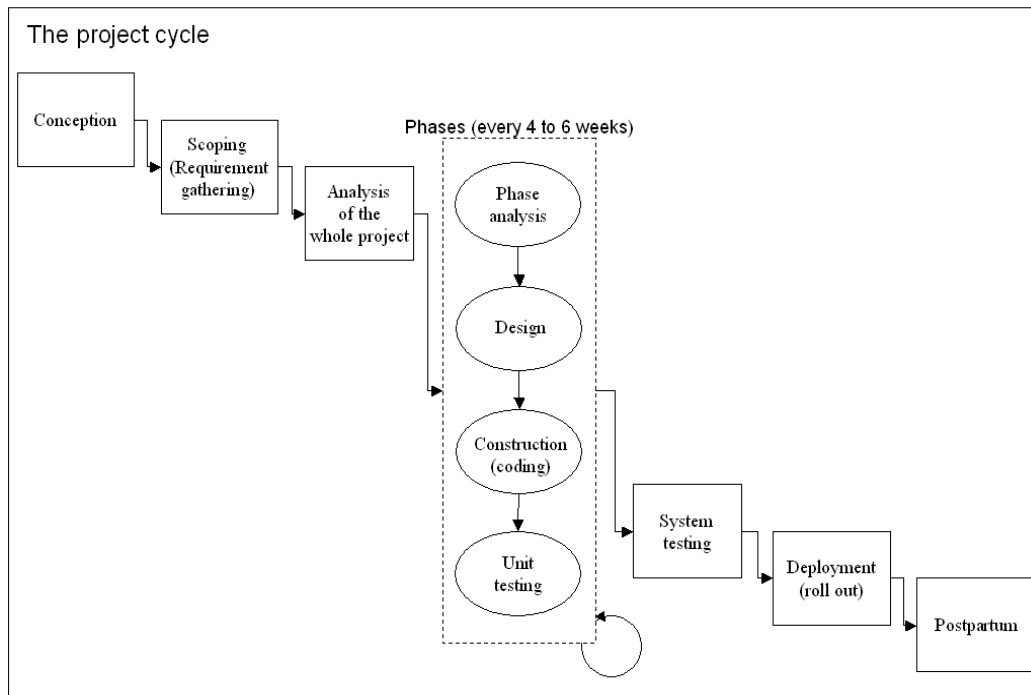 The project cycle
Conception
Scoping
(Requirement
gathering)
Analysis
of the
whole project
Phases (every 4 to 6 weeks)
Phase
analysis
Design
Construction
(coding)
Unit
testing
System
testing
Deployment
(roll out)
Postpartum